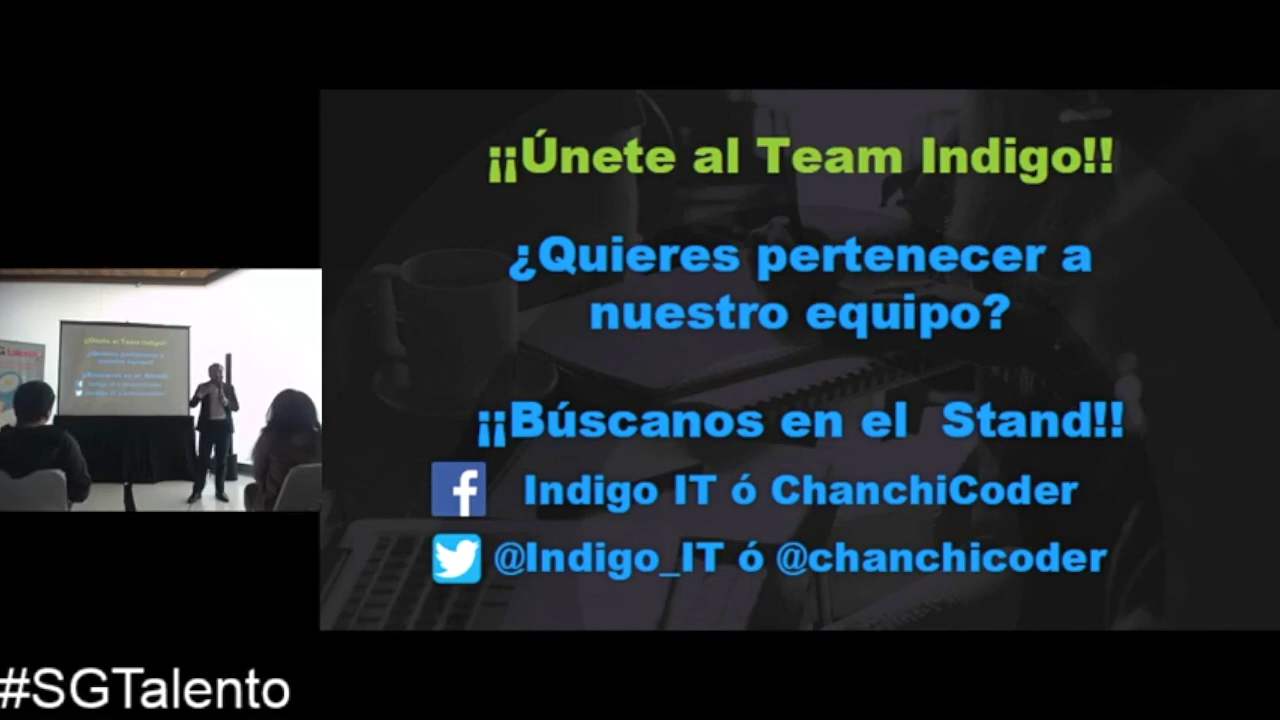 ¡¡Únete al Team Indigo!!
¿Quieres pertenecer a
nuestro equipo?
¡¡Búscanos en el Stand!!
Indigo IT ó ChanchiCoder
@Indigo_IT ó @chanchicoder
#SGTalento